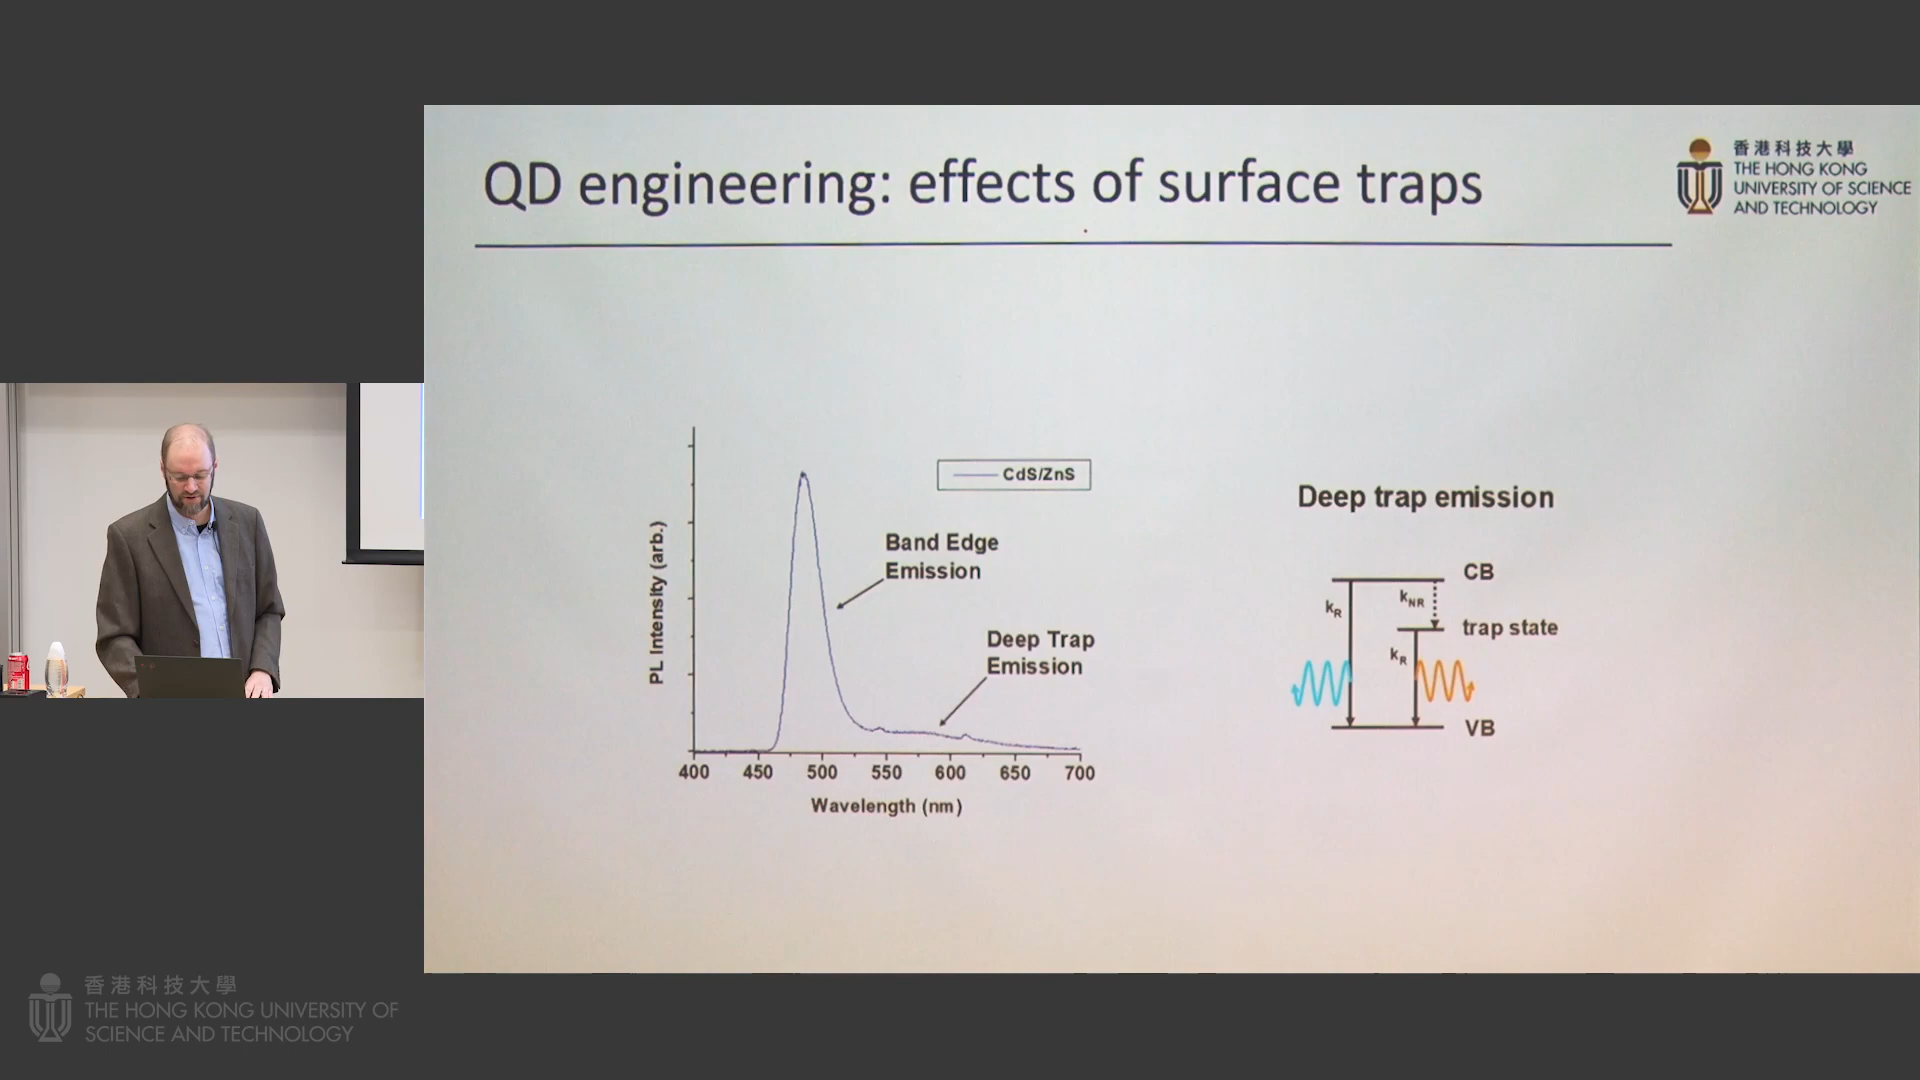 QD engineering: effects of surface traps
香港科技大學
THE HONG KONG
UNIVERSITY OF SCIENCE
AND TECHNOLOGY
CdS/ZnS
Band Edge
Emission
Deep Trap
Emission
PL Intensity (arb.)
400 450 500 550 600 650 700
Wavelength (nm)
Deep trap emission
CB
kR
kNR
trap state
kR
VB
香港科技大學
THE HONG KONG UNIVERSITY OF
SCIENCE AND TECHNOLOGY